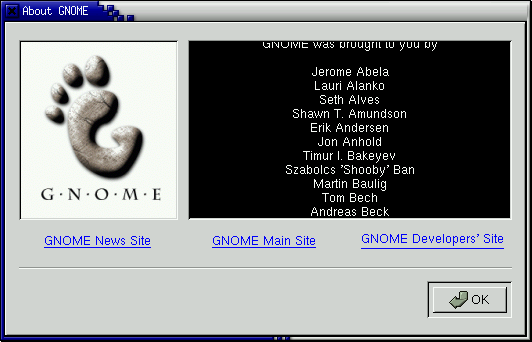 About GNOME
GNOME was brought to you by
Jerome Abela
Lauri Alanko
Seth Alves
Shawn T. Amundson
Erik Andersen
Jon Anhold
Timur I. Bakeyev
Szabolcs 'Shooby' Ban
Martin Baulig
Tom Bech
Andreas Beck
G·N·O·M·E
GNOME News Site
GNOME Main Site
GNOME Developers' Site
OK